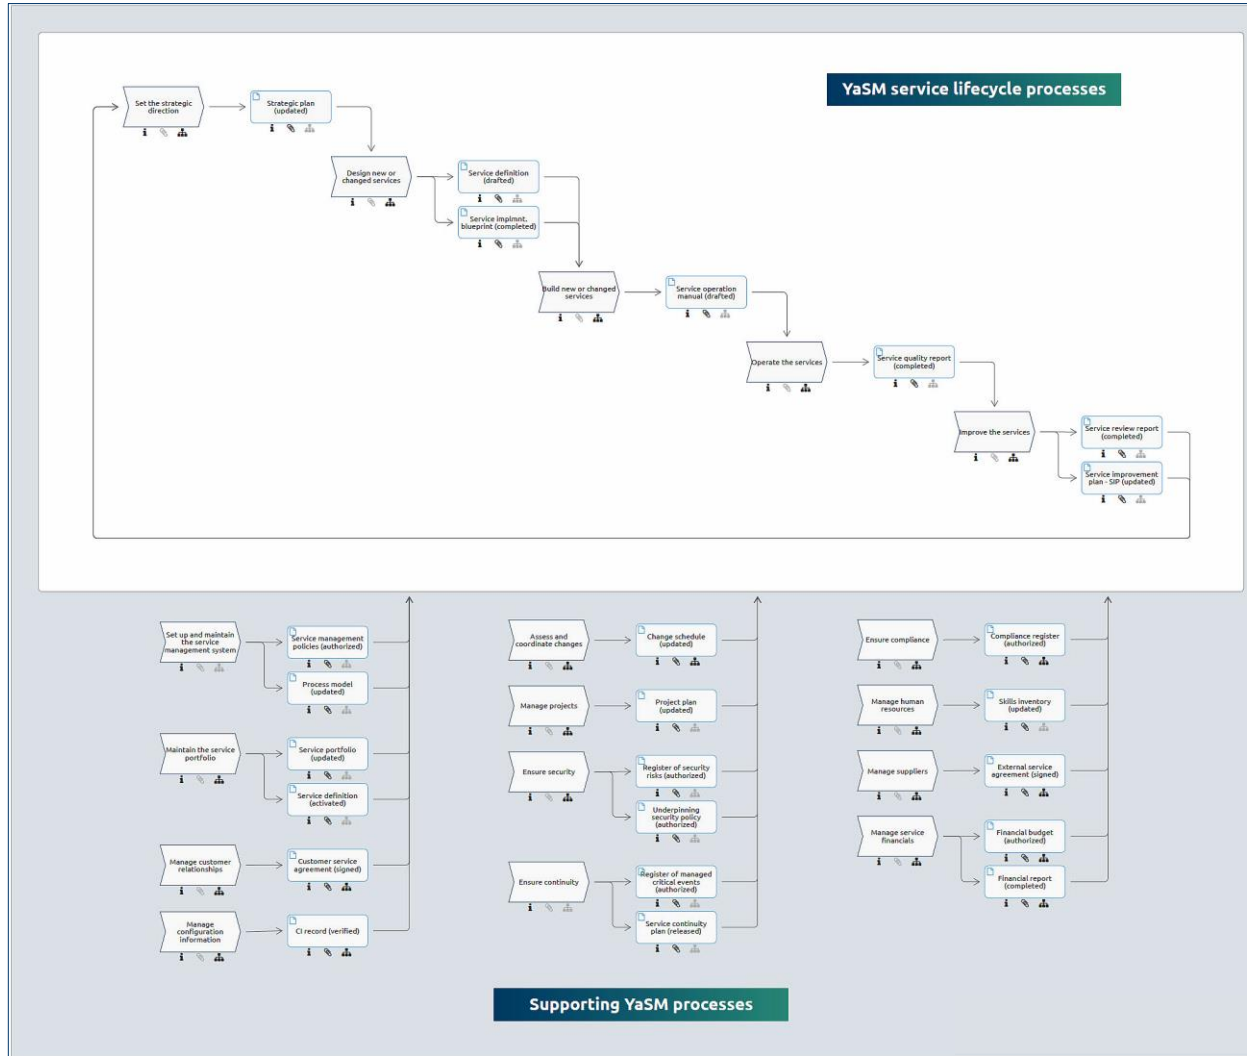 YaSM service lifecycle processes
Set the strategic
direction
Strategic plan
(updated)
Design new or
changed services
Service definition
(drafted)
Service implmnt.
blueprint (completed)
Build new or changed
services
Service operation
manual (drafted)
Operate the services
Service quality report
(completed)
Improve the services
Service review report
(completed)
Service improvement
plan - SIP (updated)
Set up and maintain
the service
management system
Service management
policies (authorized)
Process model
(updated)
Maintain the service
portfolio
Service portfolio
(updated)
Service definition
(activated)
Manage customer
relationships
Customer service
agreement (signed)
Manage
configuration
information
CI record (verified)
Assess and
coordinate changes
Change schedule
(updated)
Manage projects
Project plan
(updated)
Ensure security
Register of security
risks (authorized)
Underpinning
security policy
(authorized)
Ensure continuity
Register of managed
critical events
(authorized)
Service continuity
plan (released)
Ensure compliance
Compliance register
(authorized)
Manage human
resources
Skills inventory
(updated)
Manage suppliers
External service
agreement (signed)
Manage service
financials
Financial budget
(authorized)
Financial report
(completed)
Supporting YaSM processes